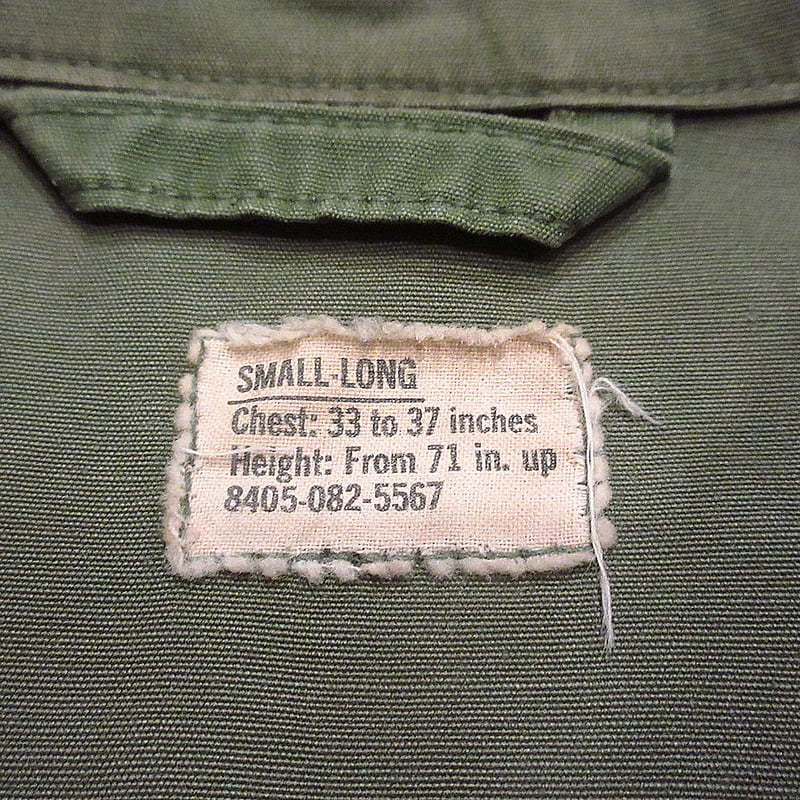 SMALL-LONG
Chest: 33 to 37 inches
Height: From 71 in. up
8405-082-5567